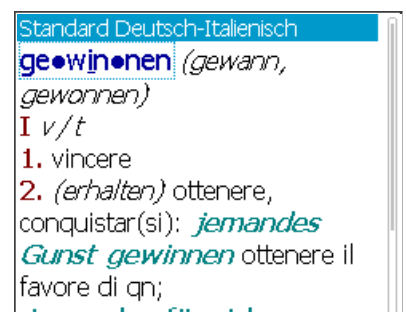 Standard Deutsch-Italienisch
ge●win●nen (gewann,
gewonnen)
I v/t
1. vincere
2. (erhalten) ottenere,
conquistar(si): jemandes
Gunst gewinnen ottenere il
favore di qn;